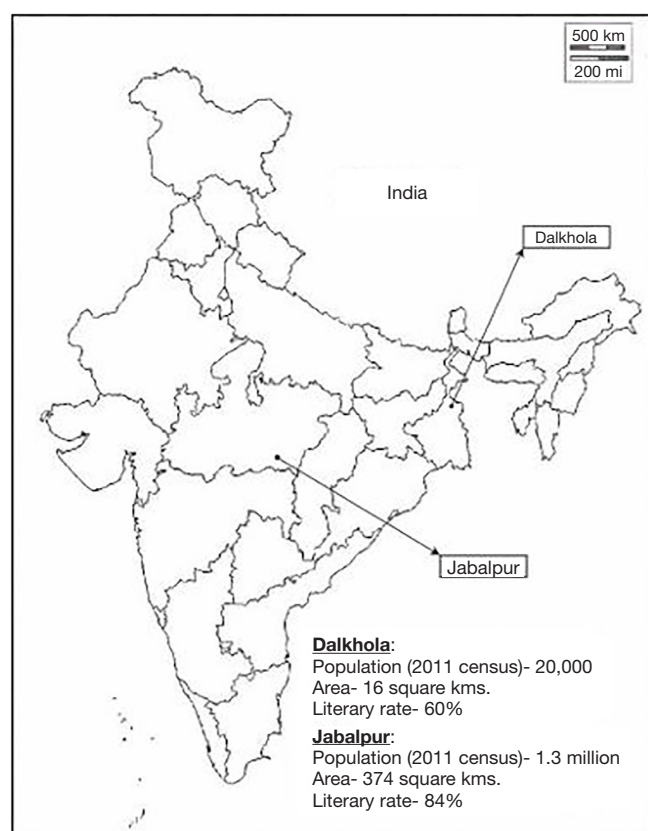 500 km
200 mi
India
Dalkhola
Jabalpur
Dalkhola:
Population (2011 census)- 20,000
Area- 16 square kms.
Literary rate- 60%
Jabalpur:
Population (2011 census)- 1.3 million
Area- 374 square kms.
Literary rate- 84%